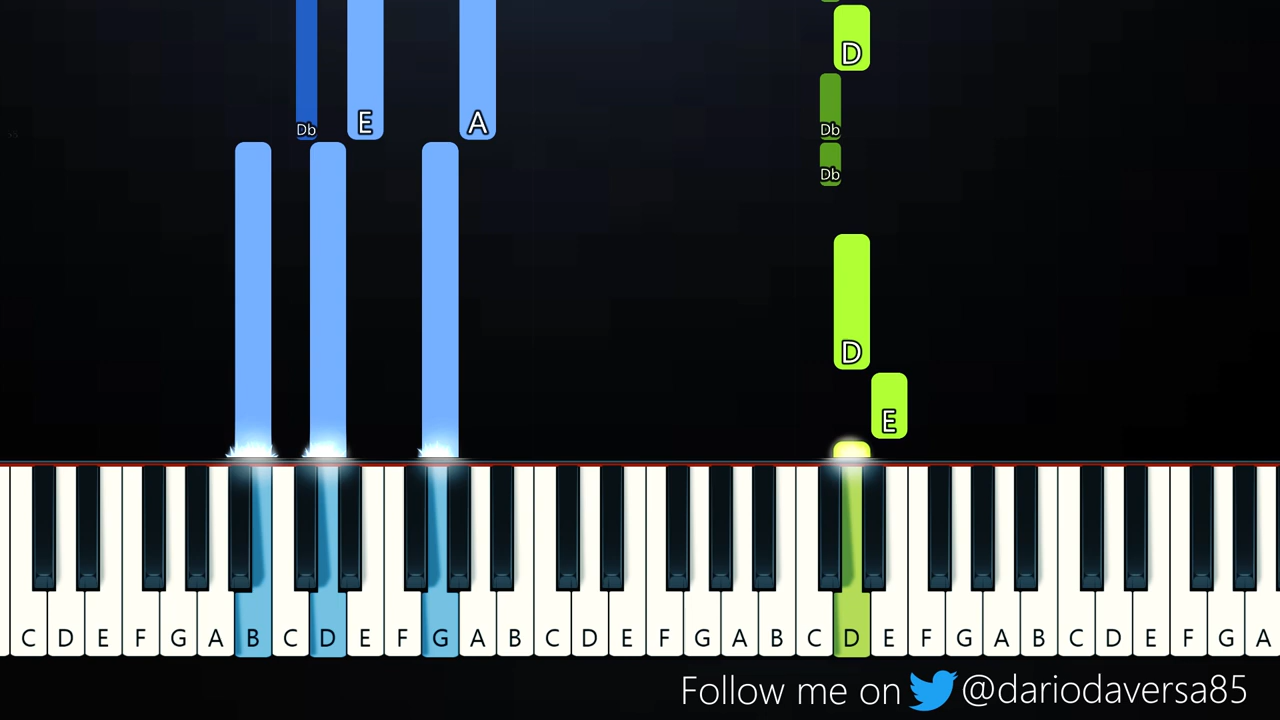 D
Db E A Db
Db
D
E
C D E F G A B C D E F G A B C D E F G A B C D E F G A B C D E F G A
Follow me on @dariodaversa85